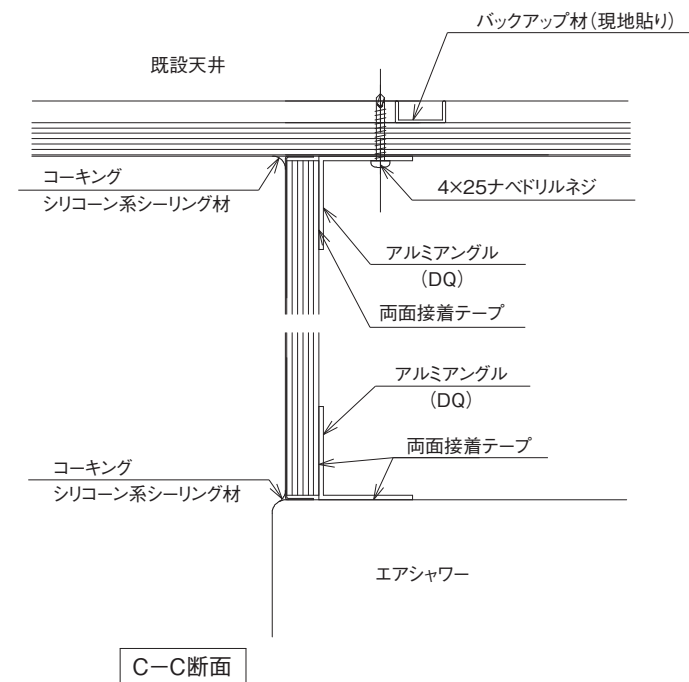 バックアップ材（現地貼り）
既設天井
コーキング
シリコーン系シーリング材
4×25ナベドリルネジ
アルミアングル
（DQ）
両面接着テープ
アルミアングル
（DQ）
両面接着テープ
コーキング
シリコーン系シーリング材
エアシャワー
C－C断面